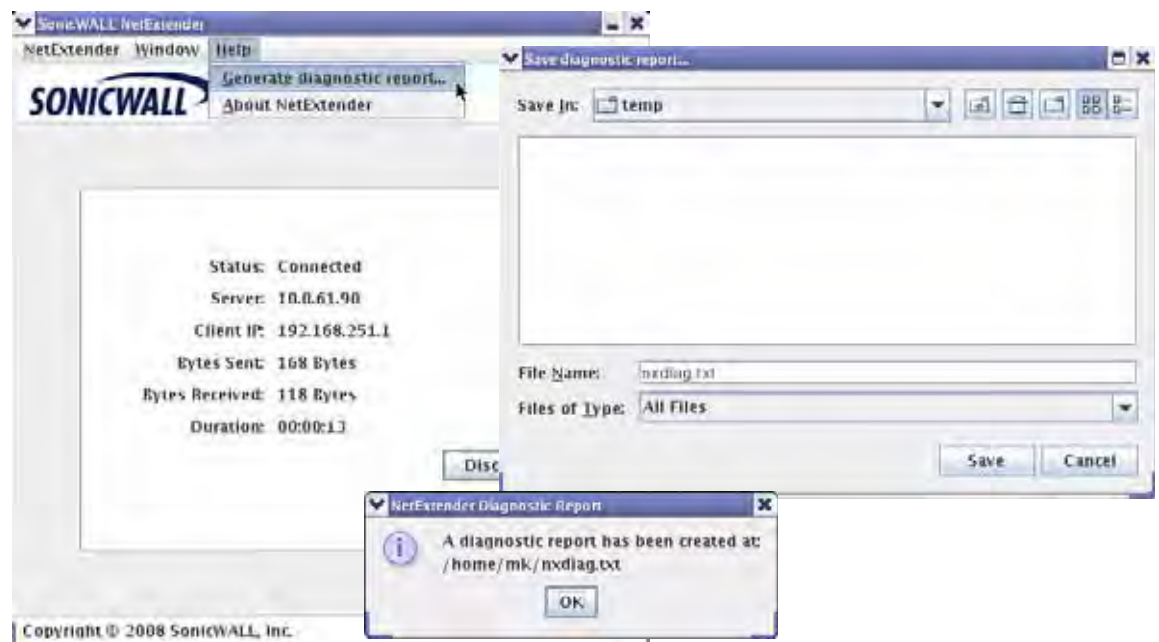 SonicWALL NetExtender
NetExtender Window Help
Generate diagnostic report...
About NetExtender
SONICWALL
Status: Connected
Server: 10.0.61.90
Client IP: 192.168.251.1
Bytes Sent: 168 Bytes
Bytes Received: 118 Bytes
Duration: 00:00:13
Disc
Copyright © 2008 SonicWALL, Inc.
Save diagnostic report...
Save In: temp
File Name: nxdiag.txt
Files of Type: All Files
Save Cancel
NetExtender Diagnostic Report
A diagnostic report has been created at:
/home/mk/nxdiag.txt
OK